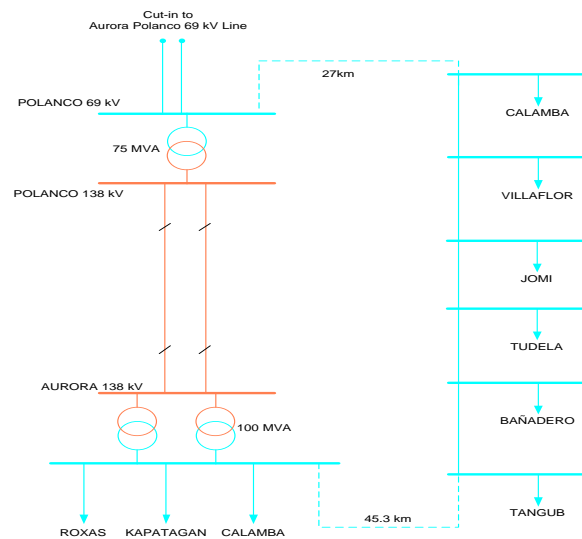 Cut-in to
Aurora Polanco 69 kV Line
27km
POLANCO 69 kV
CALAMBA
75 MVA
POLANCO 138 kV
VILLAFLOR
JOMI
TUDELA
AURORA 138 kV
BAÑADERO
100 MVA
45.3 km
TANGUB
ROXAS
KAPATAGAN
CALAMBA